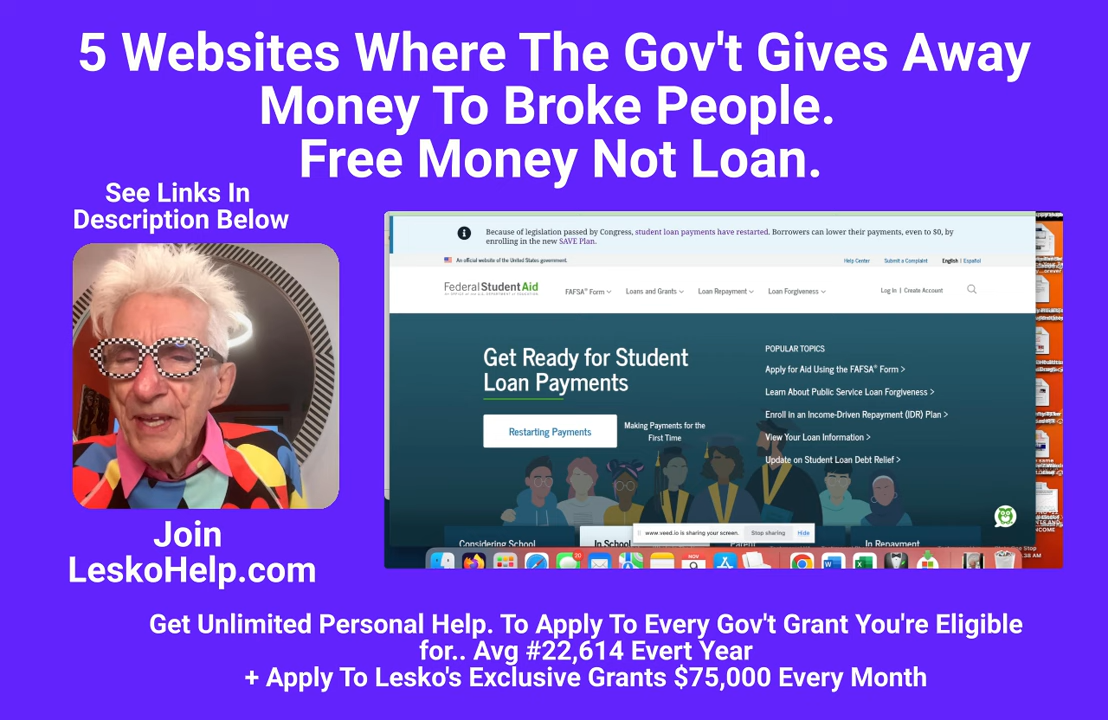 5 Websites Where The Gov't Gives Away
Money To Broke People.
Free Money Not Loan.
See Links In
Description Below
Because of legislation passed by Congress, student loan payments have restarted. Borrowers can lower their payments, even to $0, by
enrolling in the new SAVE Plan.
An official website of the United States government.
Help Center
Submit a Complaint
English | Español
Federal Student Aid
FAFSA® Form
Loans and Grants
Loan Repayment
Loan Forgiveness
Log In | Create Account
Get Ready for Student
Loan Payments
Restarting Payments
Making Payments for the
First Time
POPULAR TOPICS
Apply for Aid Using the FAFSA® Form >
Learn About Public Service Loan Forgiveness >
Enroll in an Income-Driven Repayment (IDR) Plan >
View Your Loan Information >
Update on Student Loan Debt Relief >
www.veed.io is sharing your screen.
Stop sharing
Hide
Considering School
In School
Parent
In Repayment
20
NOV
Join
LeskoHelp.com
Get Unlimited Personal Help. To Apply To Every Gov't Grant You're Eligible
for.. Avg #22,614 Evert Year
+ Apply To Lesko's Exclusive Grants $75,000 Every Month